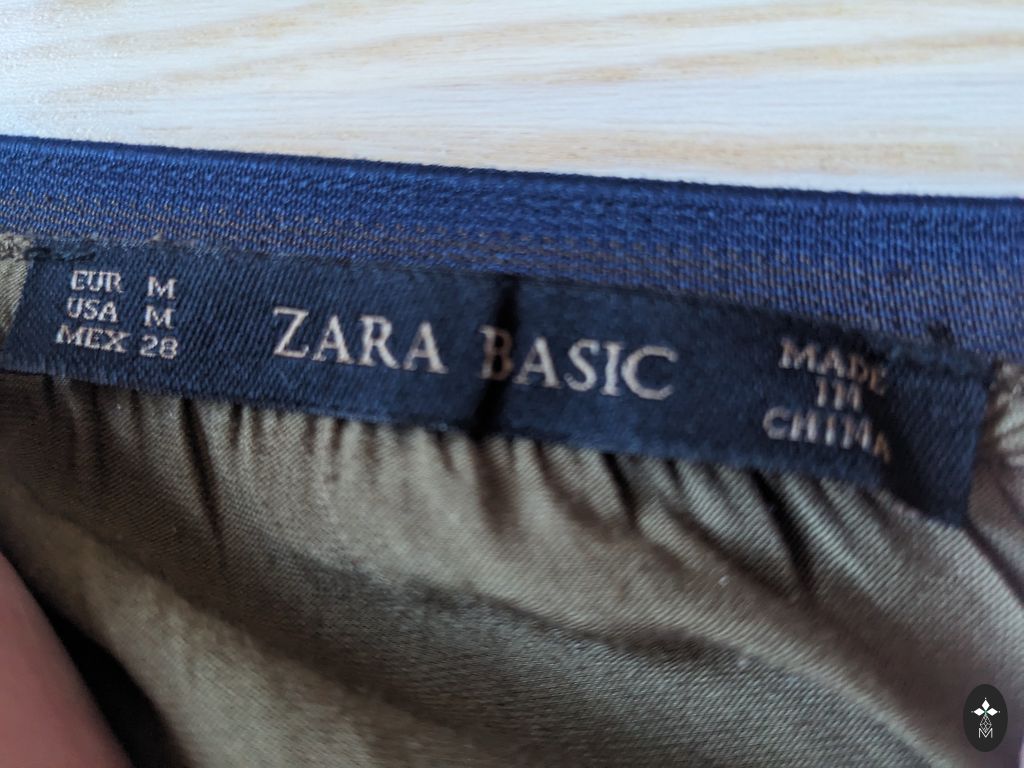 EUR M
USA M
MEX 28
ZARA BASIC
MADE
IN
CHINA
M